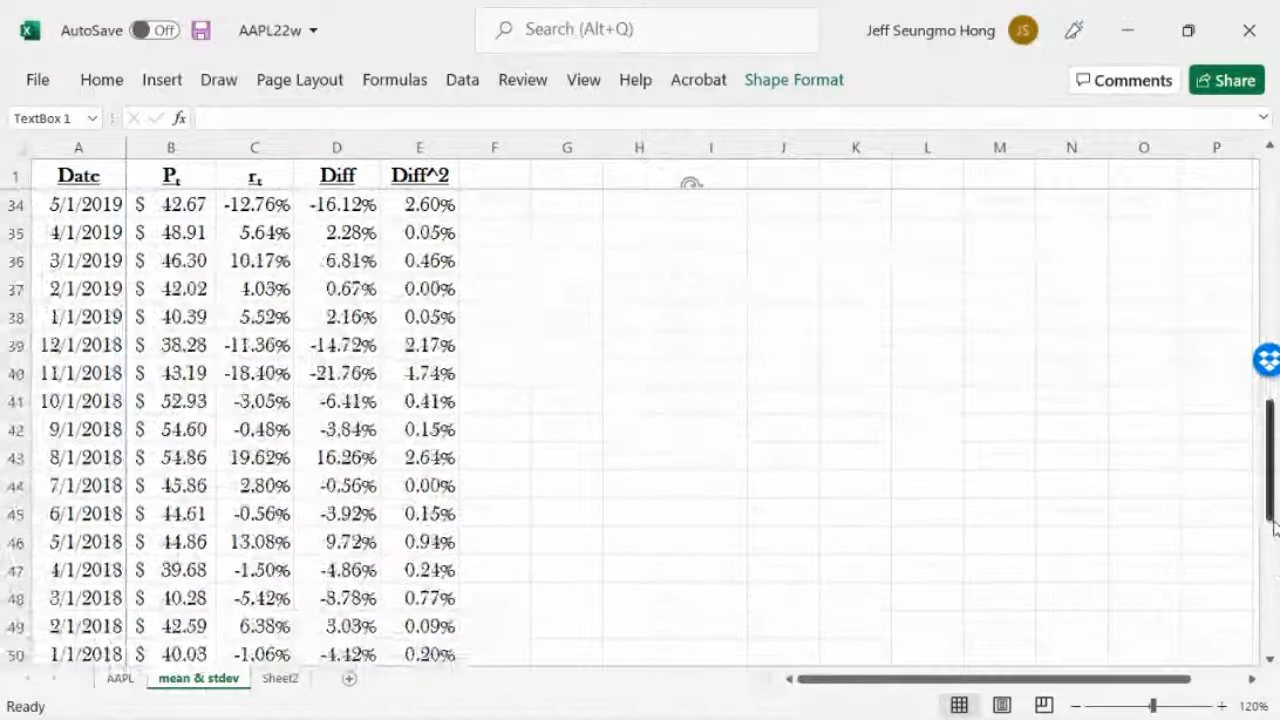 AutoSave Off AAPL22w Search (Alt+Q) Jeff Seungmo Hong JS
File Home Insert Draw Page Layout Formulas Data Review View Help Acrobat Shape Format Comments Share
TextBox 1 fx
A B C D E F G H I J K L M N O P
1 Date Pt rt Diff Diff^2
34 5/1/2019 $ 42.67 -12.76% -16.12% 2.60%
35 4/1/2019 $ 48.91 5.64% 2.28% 0.05%
36 3/1/2019 $ 46.30 10.17% 6.81% 0.46%
37 2/1/2019 $ 42.02 4.03% 0.67% 0.00%
38 1/1/2019 $ 40.39 5.52% 2.16% 0.05%
39 12/1/2018 $ 38.28 -11.36% -14.72% 2.17%
40 11/1/2018 $ 43.19 -18.40% -21.76% 4.74%
41 10/1/2018 $ 52.93 -3.05% -6.41% 0.41%
42 9/1/2018 $ 54.60 -0.48% -3.84% 0.15%
43 8/1/2018 $ 54.86 19.62% 16.26% 2.64%
44 7/1/2018 $ 45.86 2.80% -0.56% 0.00%
45 6/1/2018 $ 44.61 -0.56% -3.92% 0.15%
46 5/1/2018 $ 44.86 13.08% 9.72% 0.94%
47 4/1/2018 $ 39.68 -1.50% -4.86% 0.24%
48 3/1/2018 $ 40.28 -5.42% -8.78% 0.77%
49 2/1/2018 $ 42.59 6.38% 3.03% 0.09%
50 1/1/2018 $ 40.03 -1.06% -4.42% 0.20%
AAPL mean & stdev Sheet2
Ready 120%